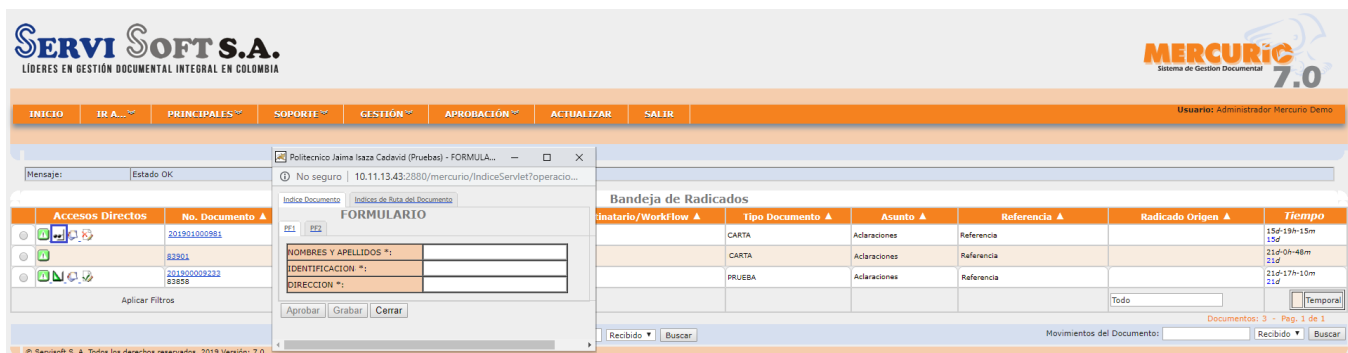 SERVI SOFT S.A.
LÍDERES EN GESTIÓN DOCUMENTAL INTEGRAL EN COLOMBIA
MERCURIO
Sistema de Gestion Documental
7.0
INICIO IR A... PRINCIPALES SOPORTE GESTIÓN APROBACIÓN ACTUALIZAR SALIR
Usuario: Administrador Mercurio Demo
Politecnico Jaima Isaza Cadavid (Pruebas) - FORMULA...
Mensaje: Estado OK
No seguro | 10.11.13.43:2880/mercurio/IndiceServlet?operacio...
Indice Documento Indices de Ruta del Documento
FORMULARIO
PF1 PF2
NOMBRES Y APELLIDOS *:
IDENTIFICACION *:
DIRECCION *:
Aprobar Grabar Cerrar
Bandeja de Radicados
Accesos Directos No. Documento ▲ tinatario/WorkFlow ▲ Tipo Documento ▲ Asunto ▲ Referencia ▲ Radicado Origen ▲ Tiempo
201901000981 CARTA Aclaraciones Referencia 15d-19h-15m
15d
83901 CARTA Aclaraciones Referencia 21d-0h-48m
21d
201900009233 PRUEBA Aclaraciones Referencia 21d-17h-10m
83858 21d
Aplicar Filtros Todo Temporal
Documentos: 3 - Pag. 1 de 1
Recibido Buscar Movimientos del Documento: Recibido Buscar
© Servisoft S. A. Todos los derechos reservados. 2019 Versión: 7.0